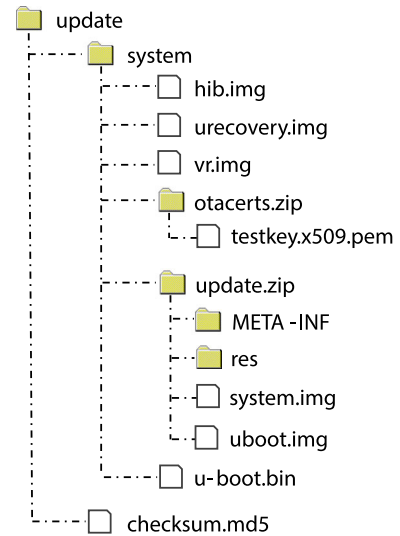 update
system
hib.img
urecovery.img
vr.img
otacerts.zip
testkey.x509.pem
update.zip
META -INF
res
system.img
uboot.img
u-boot.bin
checksum.md5